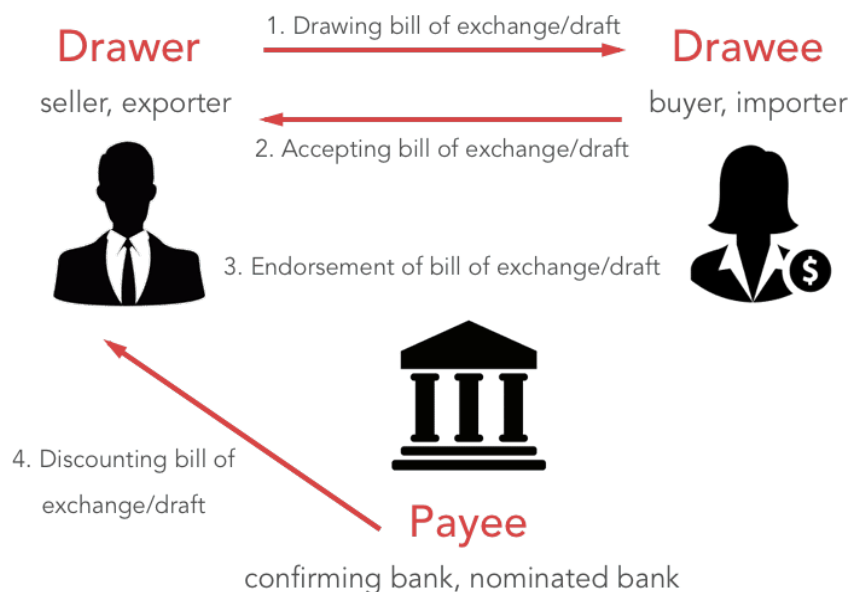 Drawer
1. Drawing bill of exchange/draft
Drawee
seller, exporter
buyer, importer
2. Accepting bill of exchange/draft
3. Endorsement of bill of exchange/draft
$
4. Discounting bill of
exchange/draft
Payee
confirming bank, nominated bank